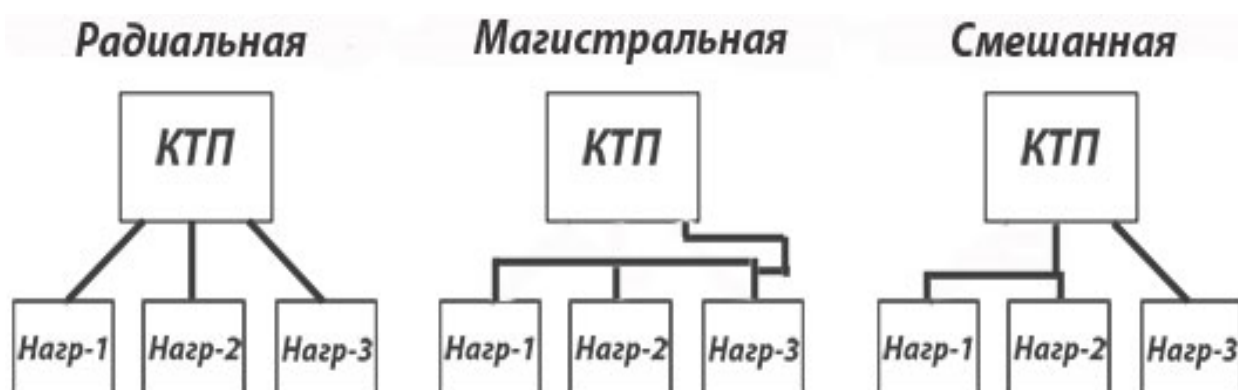 Радиальная
Магистральная
Смешанная
КТП
КТП
КТП
Нагр-1
Нагр-2
Нагр-3
Нагр-1
Нагр-2
Нагр-3
Нагр-1
Нагр-2
Нагр-3